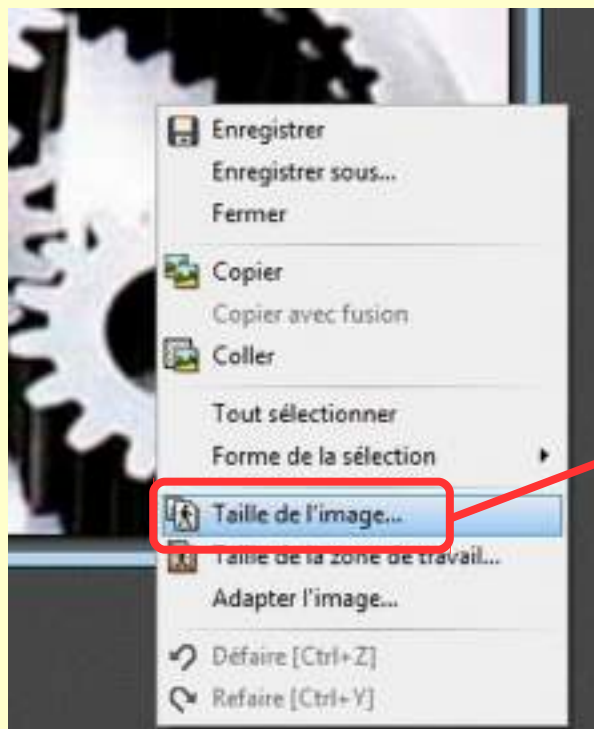 Enregistrer
Enregistrer sous...
Fermer
Copier
Copier avec fusion
Coller
Tout sélectionner
Forme de la sélection
Taille de l'image...
Taille de la zone de travail...
Adapter l'image...
Défaire [Ctrl+Z]
Refaire [Ctrl+Y]